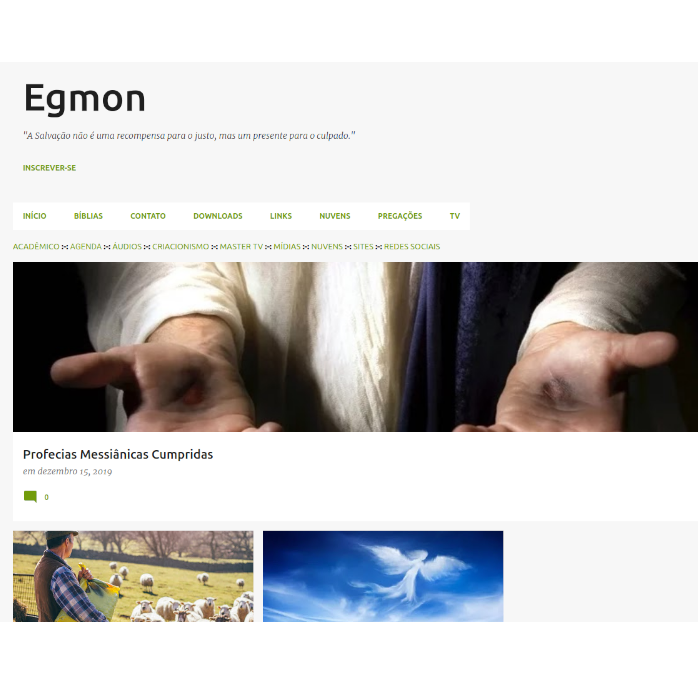 Egmon
"A Salvação não é uma recompensa para o justo, mas um presente para o culpado."
INSCREVER-SE
INÍCIO BÍBLIAS CONTATO DOWNLOADS LINKS NUVENS PREGAÇÕES TV
ACADÊMICO :-: AGENDA :-: ÁUDIOS :-: CRIACIONISMO :-: MASTER TV :-: MÍDIAS :-: NUVENS :-: SITES :-: REDES SOCIAIS
Profecias Messiânicas Cumpridas
em dezembro 15, 2019
0